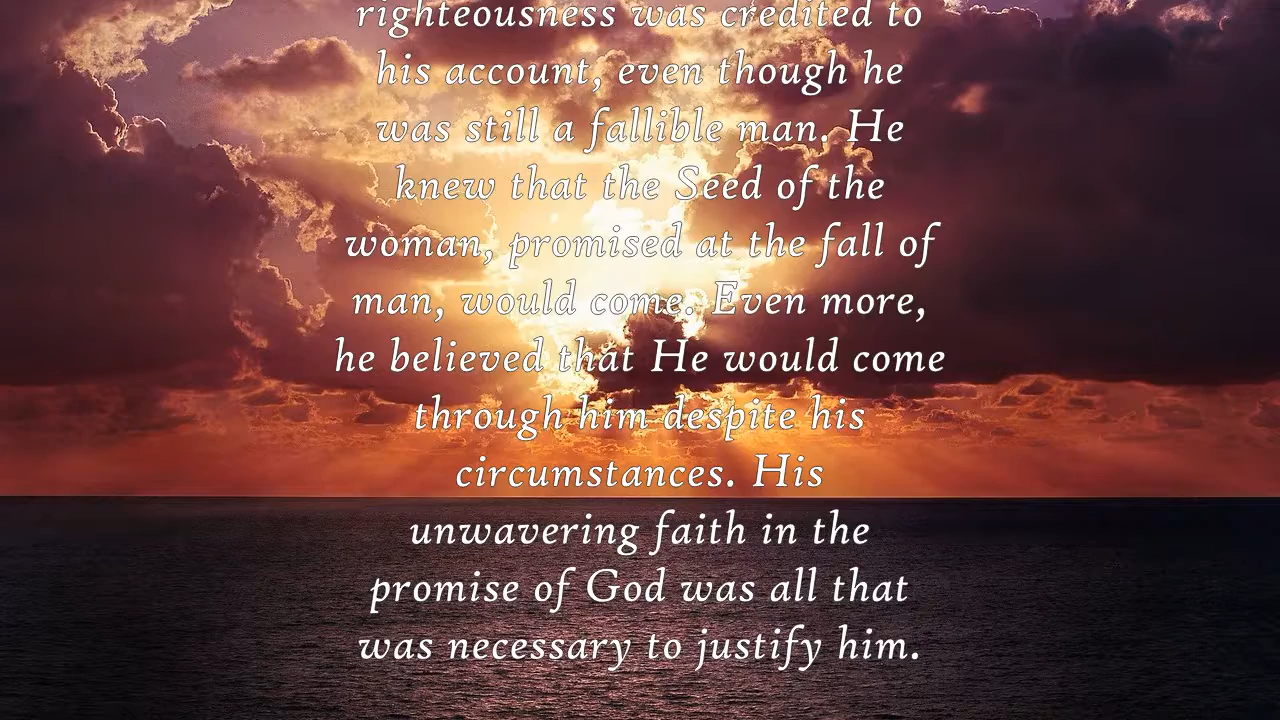 righteousness was credited to
his account, even though he
was still a fallible man. He
knew that the Seed of the
woman, promised at the fall of
man, would come. Even more,
he believed that He would come
through him despite his
circumstances. His
unwavering faith in the
promise of God was all that
was necessary to justify him.